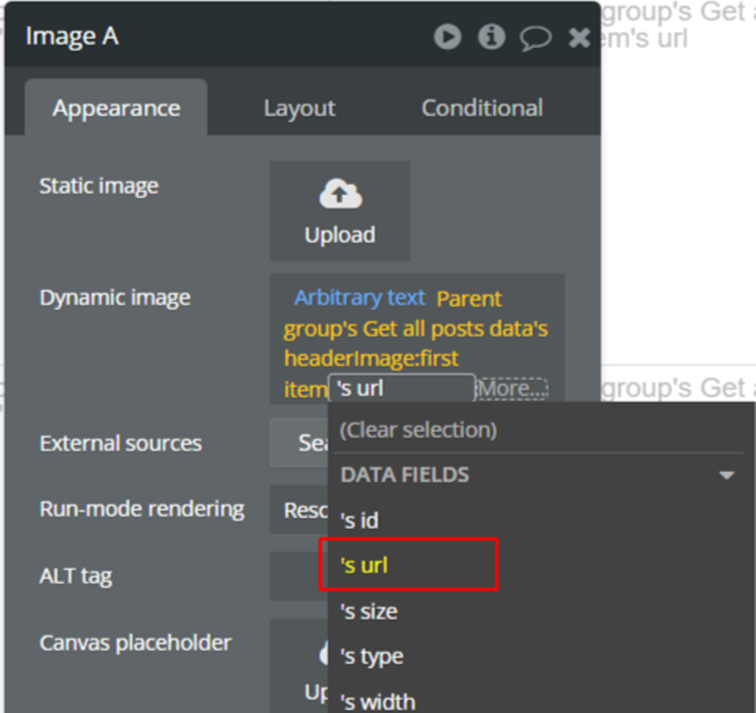 group's Get
em's url
Image A
Appearance
Layout
Conditional
Static image
Upload
Dynamic image
Arbitrary text Parent
group's Get all posts data's
headerImage:first
item 's url More...
group's Get
(Clear selection)
External sources
Sea
DATA FIELDS
Run-mode rendering
Resc
's id
's url
ALT tag
's size
Canvas placeholder
's type
Up
's width